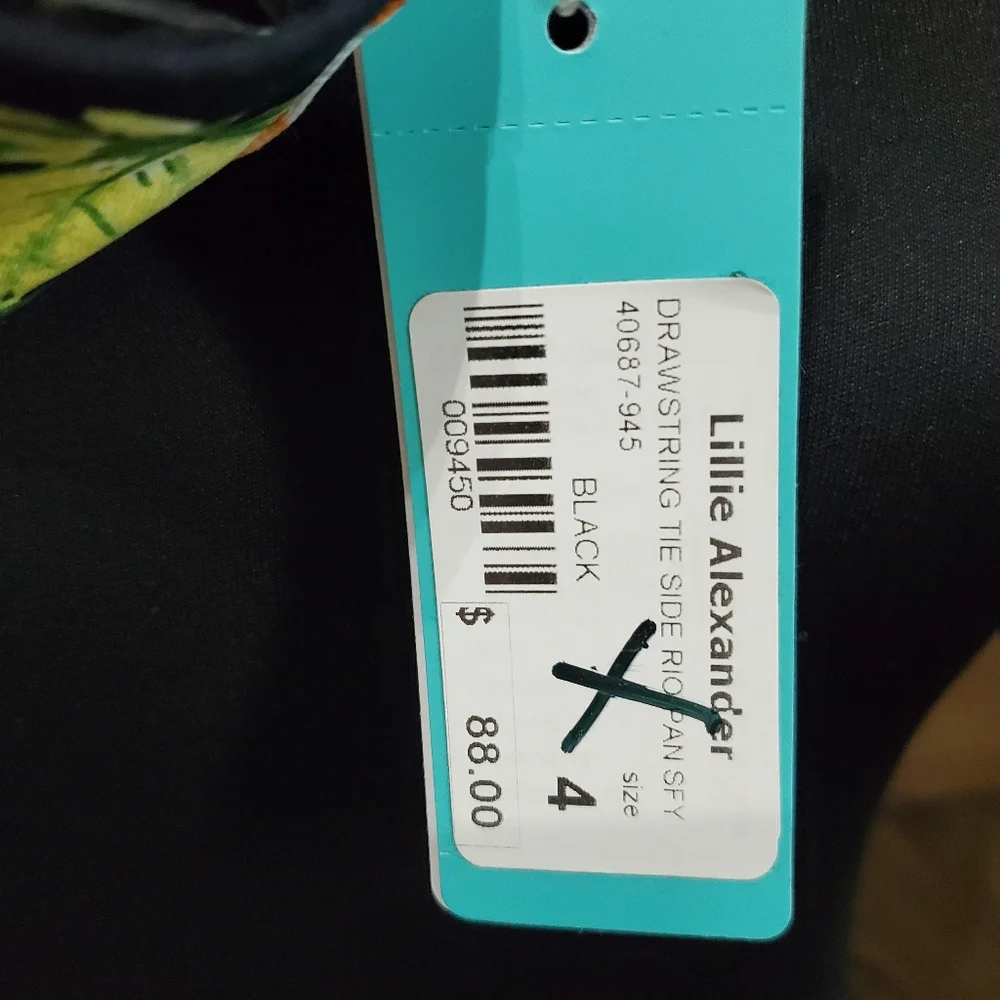 Lillie Alexander
DRAWSTRING TIE SIDE RIO PAN SFY
40687-945
size
BLACK
4
009450
$ 88.00